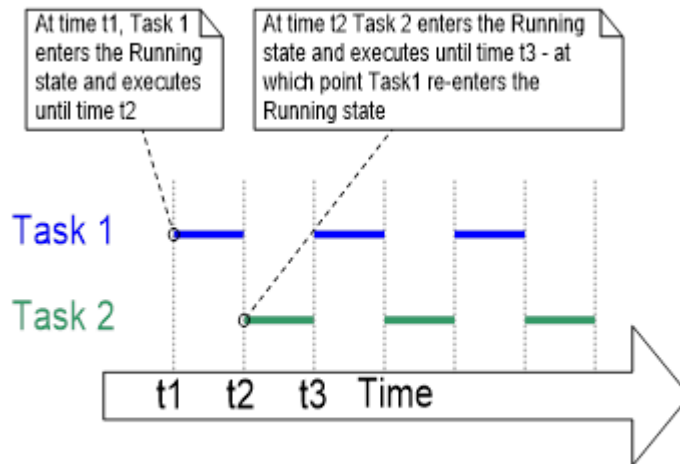 At time t1, Task 1
enters the Running
state and executes
until time t2
At time t2 Task 2 enters the Running
state and executes until time t3 - at
which point Task1 re-enters the
Running state
Task 1
Task 2
t1 t2 t3 Time